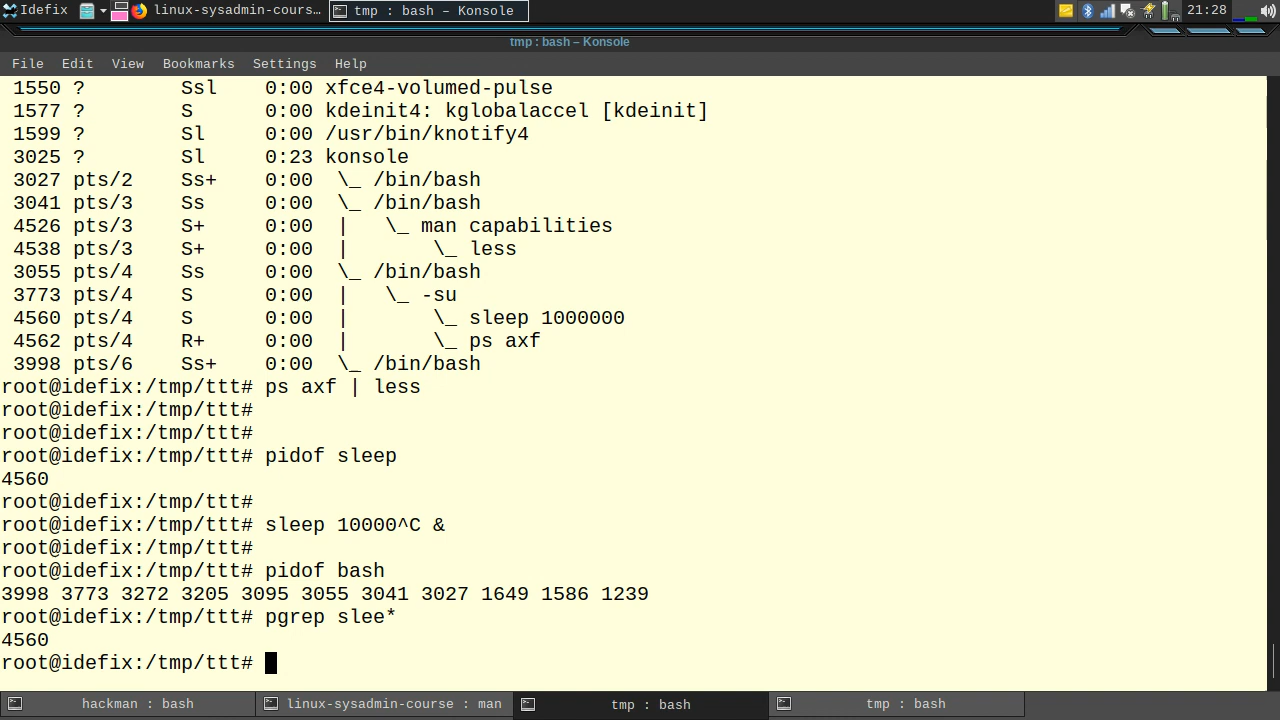 Idefix linux-sysadmin-cours… tmp : bash – Konsole 21:28
tmp : bash – Konsole
File Edit View Bookmarks Settings Help
1550 ? Ssl 0:00 xfce4-volumed-pulse
1577 ? S 0:00 kdeinit4: kglobalaccel [kdeinit]
1599 ? Sl 0:00 /usr/bin/knotify4
3025 ? Sl 0:23 konsole
3027 pts/2 Ss+ 0:00 \_ /bin/bash
3041 pts/3 Ss 0:00 \_ /bin/bash
4526 pts/3 S+ 0:00 | \_ man capabilities
4538 pts/3 S+ 0:00 | \_ less
3055 pts/4 Ss 0:00 \_ /bin/bash
3773 pts/4 S 0:00 | \_ -su
4560 pts/4 S 0:00 | \_ sleep 1000000
4562 pts/4 R+ 0:00 | \_ ps axf
3998 pts/6 Ss+ 0:00 \_ /bin/bash
root@idefix:/tmp/ttt# ps axf | less
root@idefix:/tmp/ttt#
root@idefix:/tmp/ttt#
root@idefix:/tmp/ttt# pidof sleep
4560
root@idefix:/tmp/ttt#
root@idefix:/tmp/ttt# sleep 10000^C &
root@idefix:/tmp/ttt#
root@idefix:/tmp/ttt# pidof bash
3998 3773 3272 3205 3095 3055 3041 3027 1649 1586 1239
root@idefix:/tmp/ttt# pgrep slee*
4560
root@idefix:/tmp/ttt#
hackman : bash linux-sysadmin-course : man tmp : bash tmp : bash